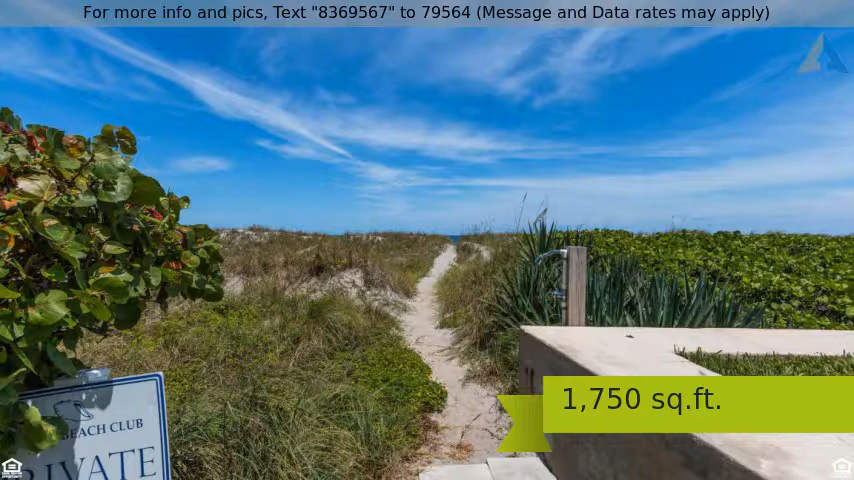 For more info and pics, Text "8369567" to 79564 (Message and Data rates may apply)
1,750 sq.ft.
BEACH CLUB